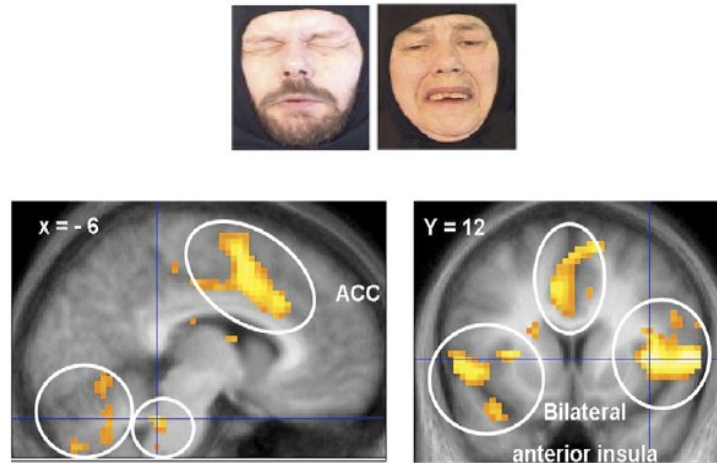 x = - 6
ACC
Y = 12
Bilateral
anterior insula